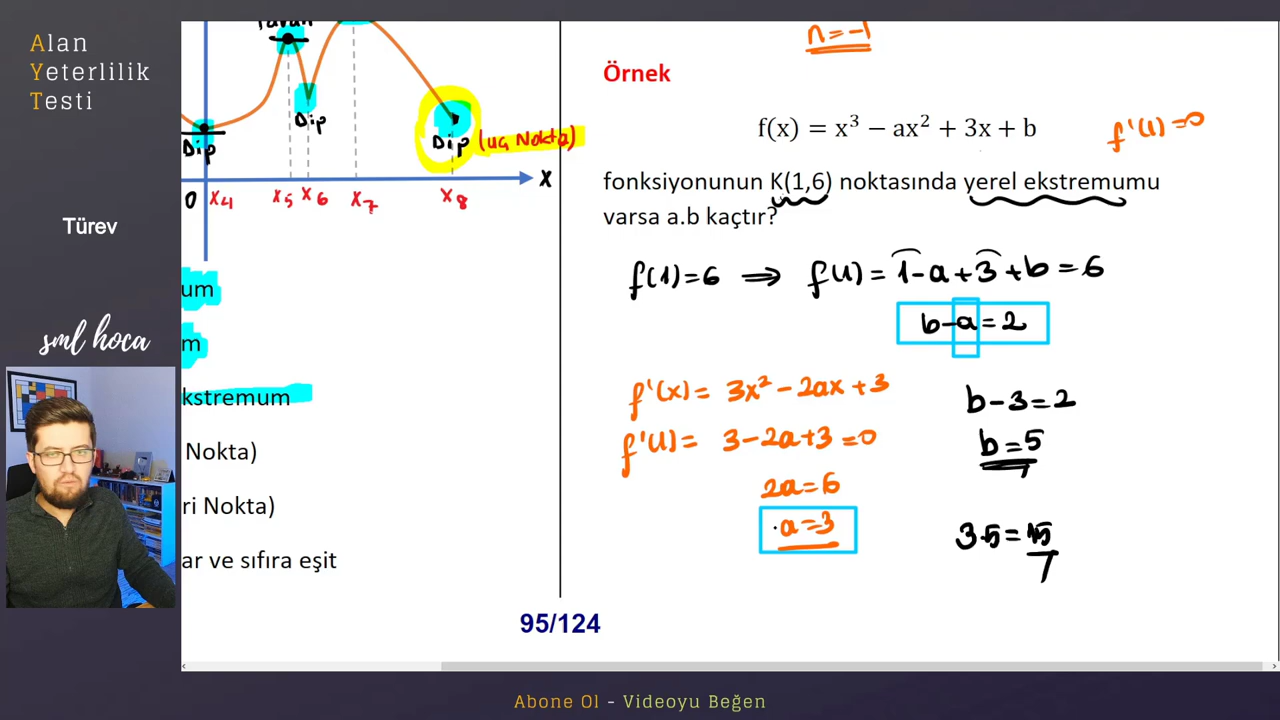 Alan
Yeterlilik
Testi
Türev
sml hoca
Dip
Dip
Dip (uç Nokta)
0 x4 x5 x6 x7 x8 X
um
m
kstremum
Nokta)
ri Nokta)
ar ve sıfıra eşit
n=-1
Örnek
f(x) = x³ − ax² + 3x + b
f'(1)=0
fonksiyonunun K(1,6) noktasında yerel ekstremumu
varsa a.b kaçtır?
f(1)=6 ⇒ f(1)= 1-a+3+b=6
b-a=2
f'(x)= 3x²-2ax+3
f'(1)= 3-2a+3=0
2a=6
a=3
b-3=2
b=5
3.5=15
95/124
Abone Ol - Videoyu Beğen